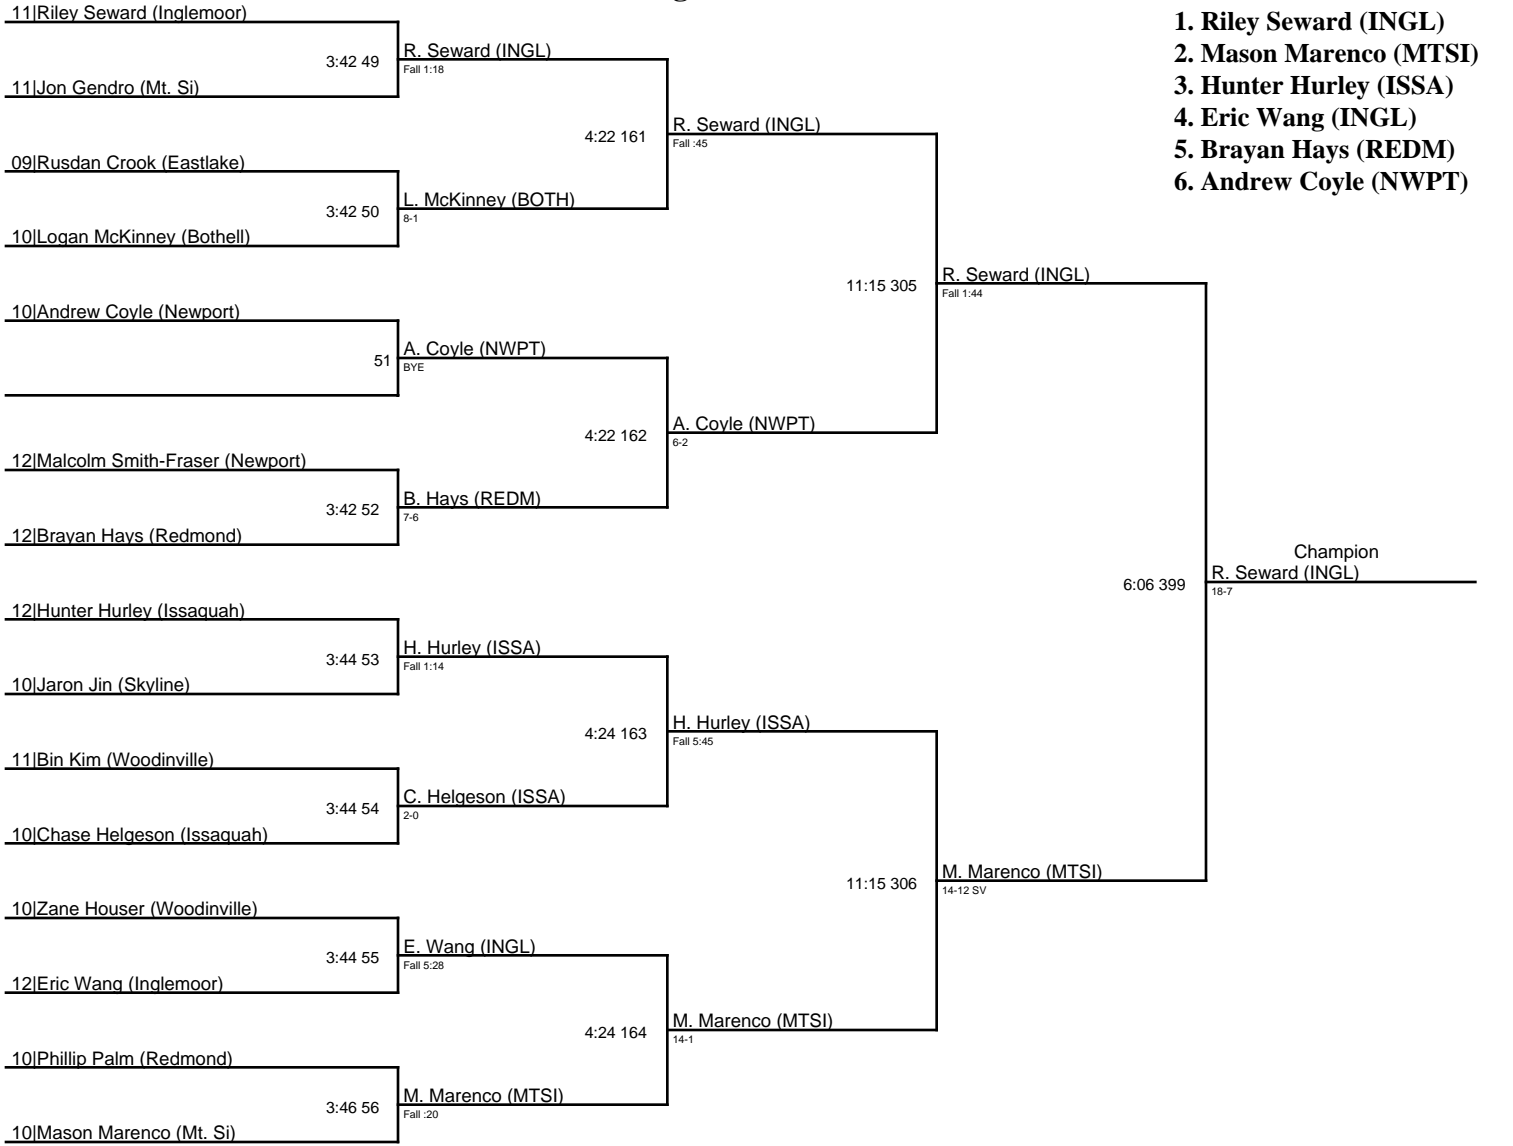 11|Riley Seward (Inglemoor)
3:42 49
R. Seward (INGL)
Fall 1:18
11|Jon Gendro (Mt. Si)
4:22 161
R. Seward (INGL)
Fall :45
09|Rusdan Crook (Eastlake)
3:42 50
L. McKinney (BOTH)
8-1
10|Logan McKinney (Bothell)
11:15 305
R. Seward (INGL)
Fall 1:44
10|Andrew Coyle (Newport)
51
A. Coyle (NWPT)
BYE
4:22 162
A. Coyle (NWPT)
6-2
12|Malcolm Smith-Fraser (Newport)
3:42 52
B. Hays (REDM)
7-6
12|Brayan Hays (Redmond)
6:06 399
Champion
R. Seward (INGL)
18-7
12|Hunter Hurley (Issaquah)
3:44 53
H. Hurley (ISSA)
Fall 1:14
10|Jaron Jin (Skyline)
4:24 163
H. Hurley (ISSA)
Fall 5:45
11|Bin Kim (Woodinville)
3:44 54
C. Helgeson (ISSA)
2-0
10|Chase Helgeson (Issaquah)
11:15 306
M. Marenco (MTSI)
14-12 SV
10|Zane Houser (Woodinville)
3:44 55
E. Wang (INGL)
Fall 5:28
12|Eric Wang (Inglemoor)
4:24 164
M. Marenco (MTSI)
14-1
10|Phillip Palm (Redmond)
3:46 56
M. Marenco (MTSI)
Fall :20
10|Mason Marenco (Mt. Si)
1. Riley Seward (INGL)
2. Mason Marenco (MTSI)
3. Hunter Hurley (ISSA)
4. Eric Wang (INGL)
5. Brayan Hays (REDM)
6. Andrew Coyle (NWPT)